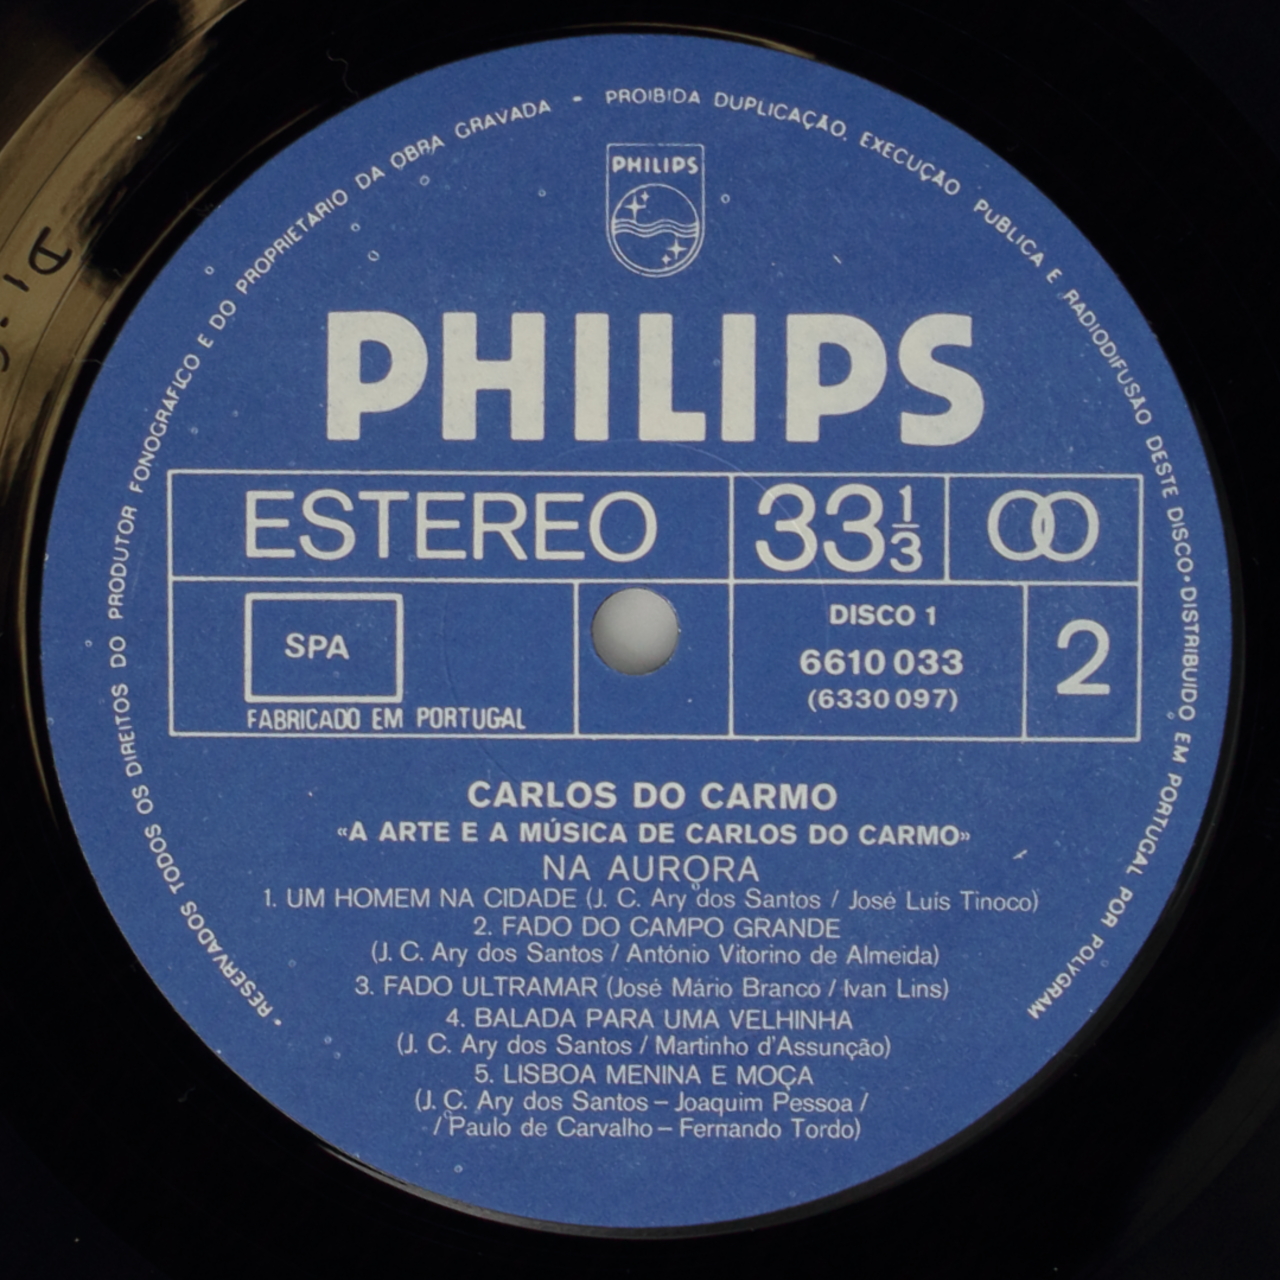 • RESERVADOS TODOS OS DIREITOS DO PRODUTOR FONOGRÁFICO E DO PROPRIETARIO DA OBRA GRAVADA - PROIBIDA DUPLICAÇÃO, EXECUÇÃO PUBLICA E RADIODIFUSÃO DESTE DISCO • DISTRIBUIDO EM PORTUGAL POR POLYGRAM
PHILIPS
PHILIPS
ESTEREO 33 1/3
SPA
FABRICADO EM PORTUGAL
DISCO 1
6610 033
(6330 097)
2
CARLOS DO CARMO
«A ARTE E A MÚSICA DE CARLOS DO CARMO»
NA AURORA
1. UM HOMEM NA CIDADE (J. C. Ary dos Santos / José Luís Tinoco)
2. FADO DO CAMPO GRANDE
(J. C. Ary dos Santos / António Vitorino de Almeida)
3. FADO ULTRAMAR (José Mário Branco / Ivan Lins)
4. BALADA PARA UMA VELHINHA
(J. C. Ary dos Santos / Martinho d'Assunção)
5. LISBOA MENINA E MOÇA
(J. C. Ary dos Santos – Joaquim Pessoa /
/ Paulo de Carvalho – Fernando Tordo)